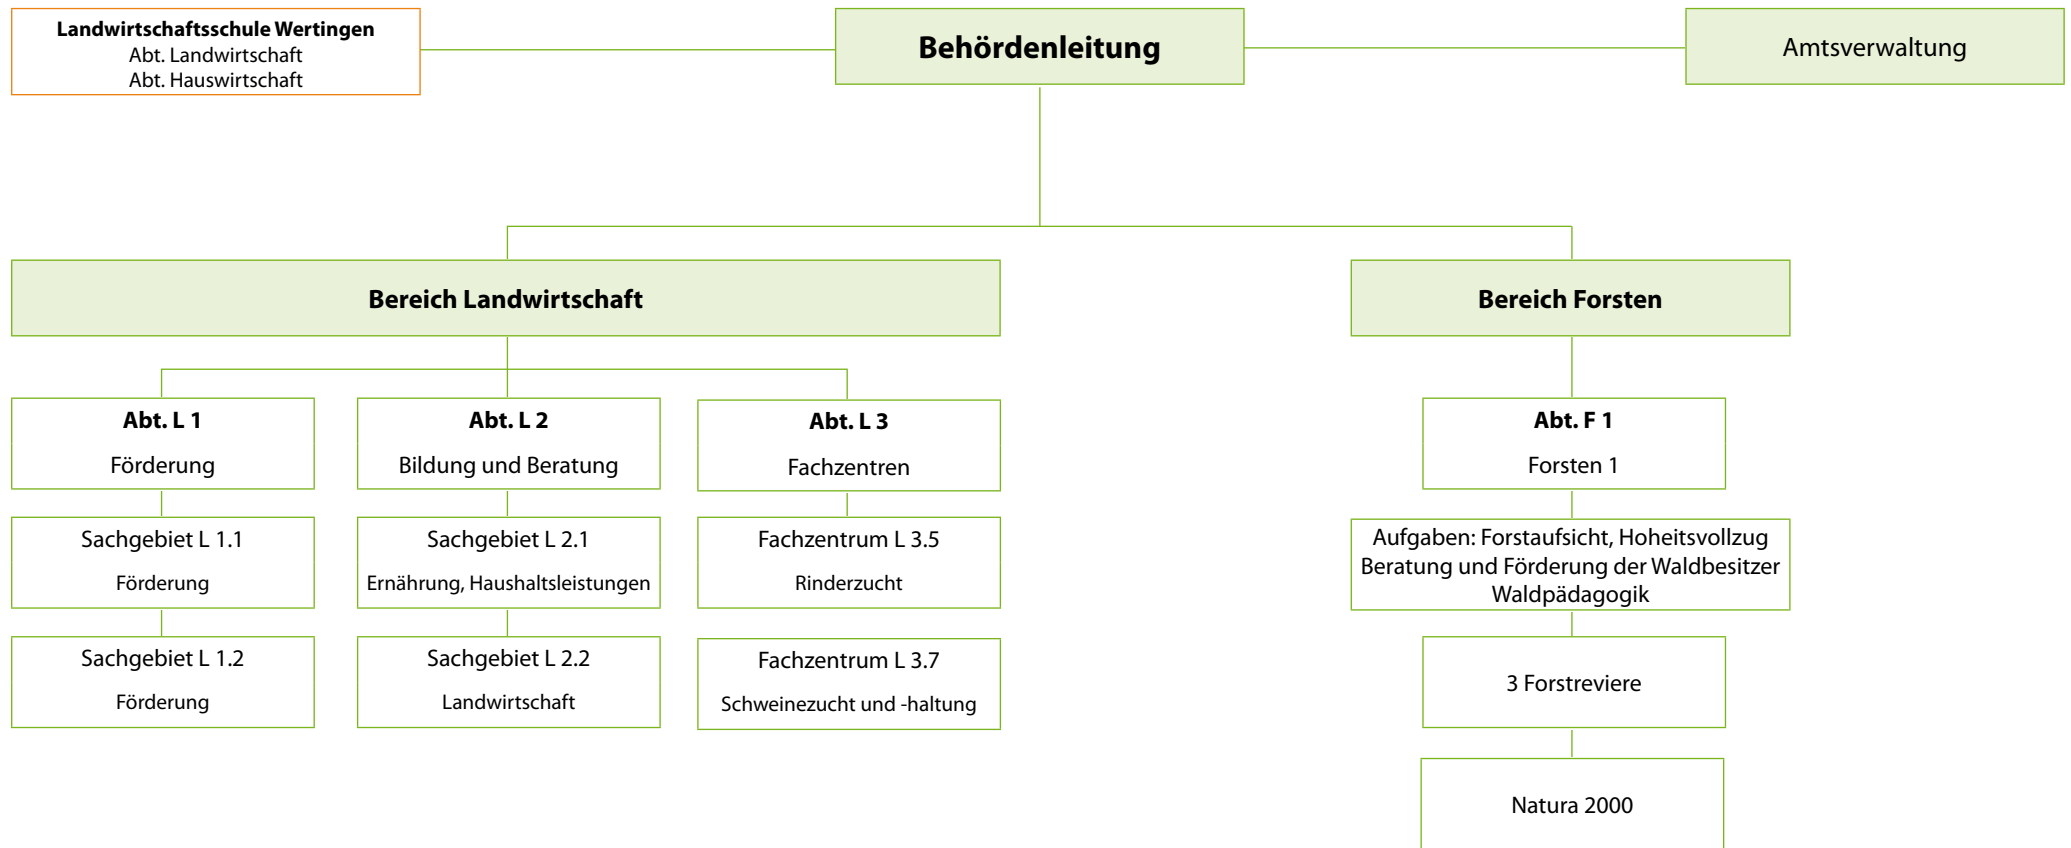 Landwirtschaftsschule Wertingen
Abt. Landwirtschaft
Abt. Hauswirtschaft
Behördenleitung
Amtsverwaltung
Bereich Landwirtschaft
Bereich Forsten
Abt. L 1
Förderung
Abt. L 2
Bildung und Beratung
Abt. L 3
Fachzentren
Abt. F 1
Forsten 1
Sachgebiet L 1.1
Förderung
Sachgebiet L 2.1
Ernährung, Haushaltsleistungen
Fachzentrum L 3.5
Rinderzucht
Aufgaben: Forstaufsicht, Hoheitsvollzug
Beratung und Förderung der Waldbesitzer
Waldpädagogik
Sachgebiet L 1.2
Förderung
Sachgebiet L 2.2
Landwirtschaft
Fachzentrum L 3.7
Schweinezucht und -haltung
3 Forstreviere
Natura 2000